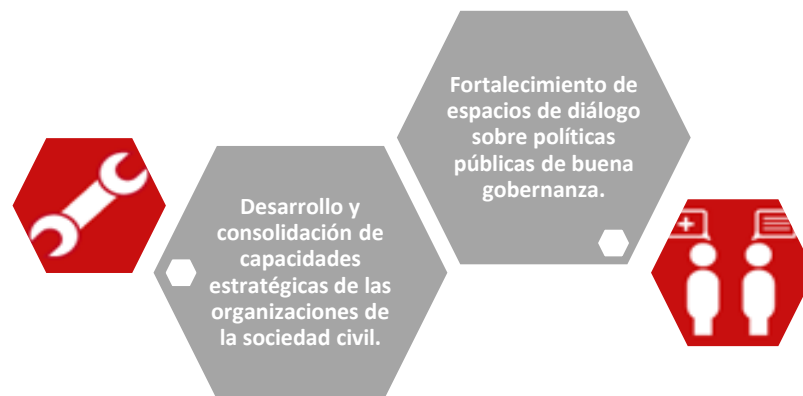 Fortalecimiento de
espacios de diálogo
sobre políticas
públicas de buena
gobernanza.
Desarrollo y
consolidación de
capacidades
estratégicas de las
organizaciones de
la sociedad civil.